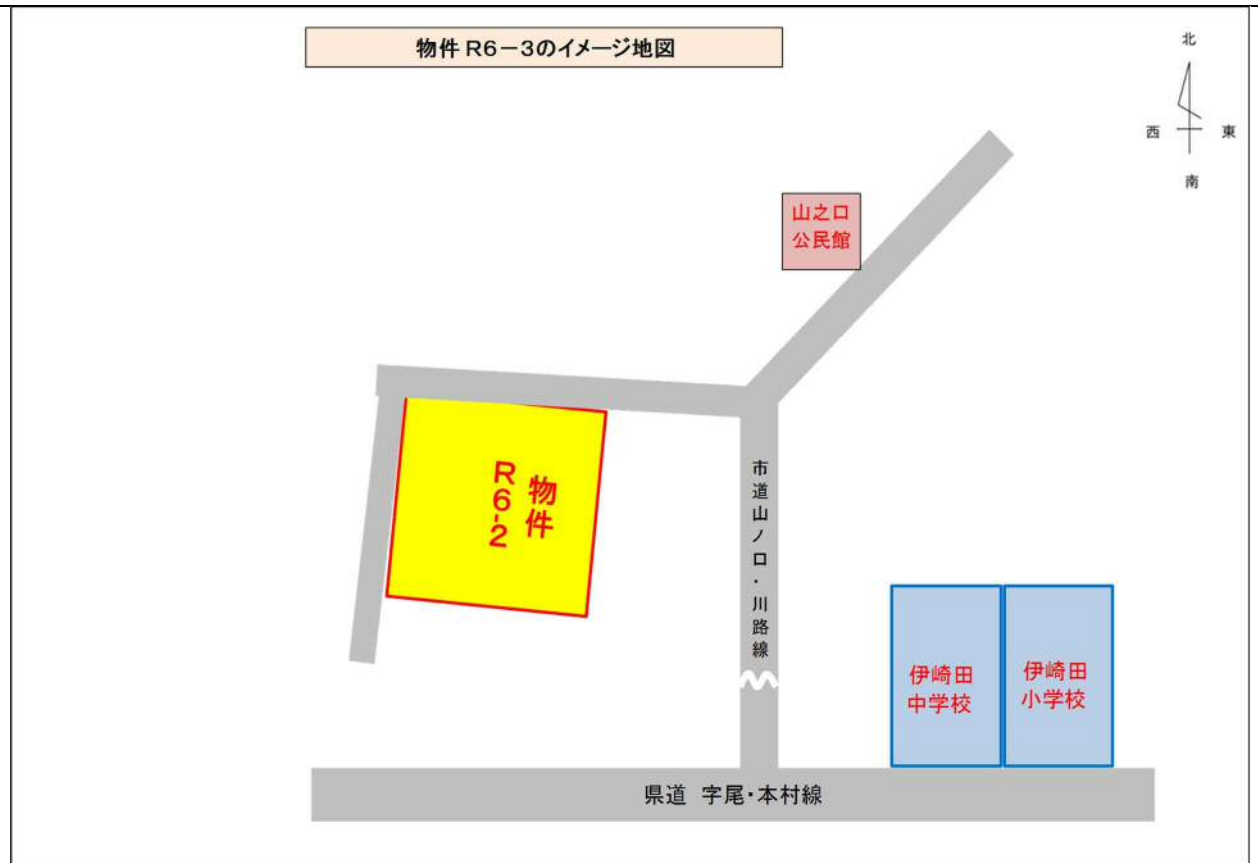 物件 R6-3のイメージ地図
北
西
東
南
山之口
公民館
物件
R6-2
市道山ノ口・川路線
伊崎田
中学校
伊崎田
小学校
県道 字尾・本村線